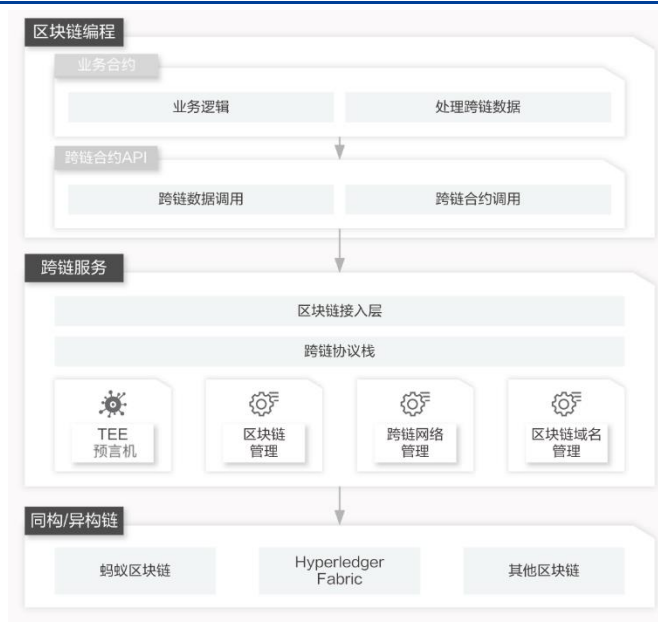 区块链编程
业务合约
业务逻辑
处理跨链数据
跨链合约API
跨链数据调用
跨链合约调用
跨链服务
区块链接入层
跨链协议栈
TEE
预言机
区块链
管理
跨链网络
管理
区块链域名
管理
同构/异构链
蚂蚁区块链
Hyperledger
Fabric
其他区块链